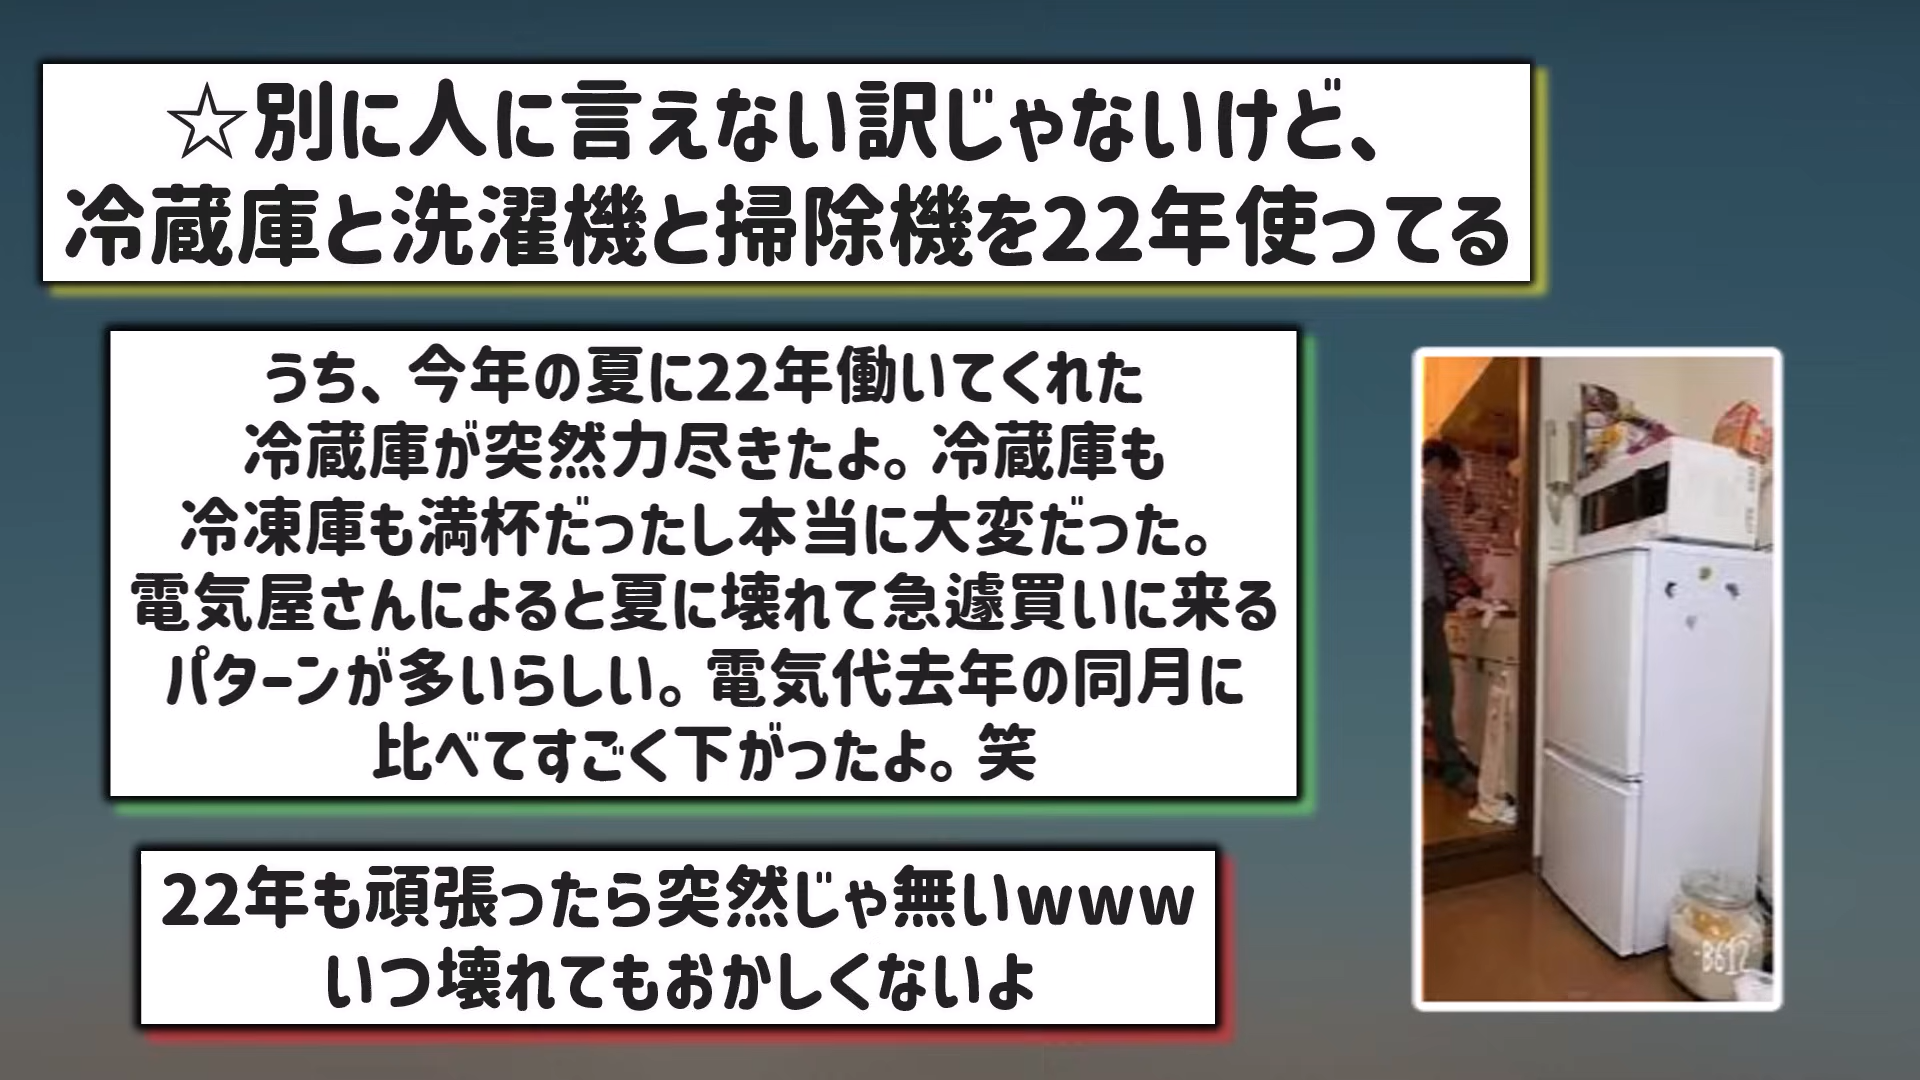 ☆別に人に言えない訳じゃないけど、
冷蔵庫と洗濯機と掃除機を22年使ってる
うち、今年の夏に22年働いてくれた
冷蔵庫が突然力尽きたよ。冷蔵庫も
冷凍庫も満杯だったし本当に大変だった。
電気屋さんによると夏に壊れて急遽買いに来る
パターンが多いらしい。電気代去年の同月に
比べてすごく下がったよ。笑
22年も頑張ったら突然じゃ無いwww
いつ壊れてもおかしくないよ
B612